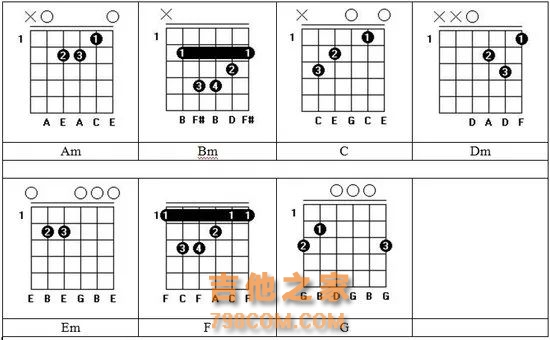 1 1
2 3
A E A C E
Am
1
1 1
2
3 4
B F# B D F#
Bm
1 1
2
3
C E G C E
C
1 1
2
3
D A D F
Dm
1
2 3
E B E G B E
Em
1 1 1 1
2
3 4
F C F A C F
F
1
1
2 3
G B D G B G
G
吉他之家
798COM.COM